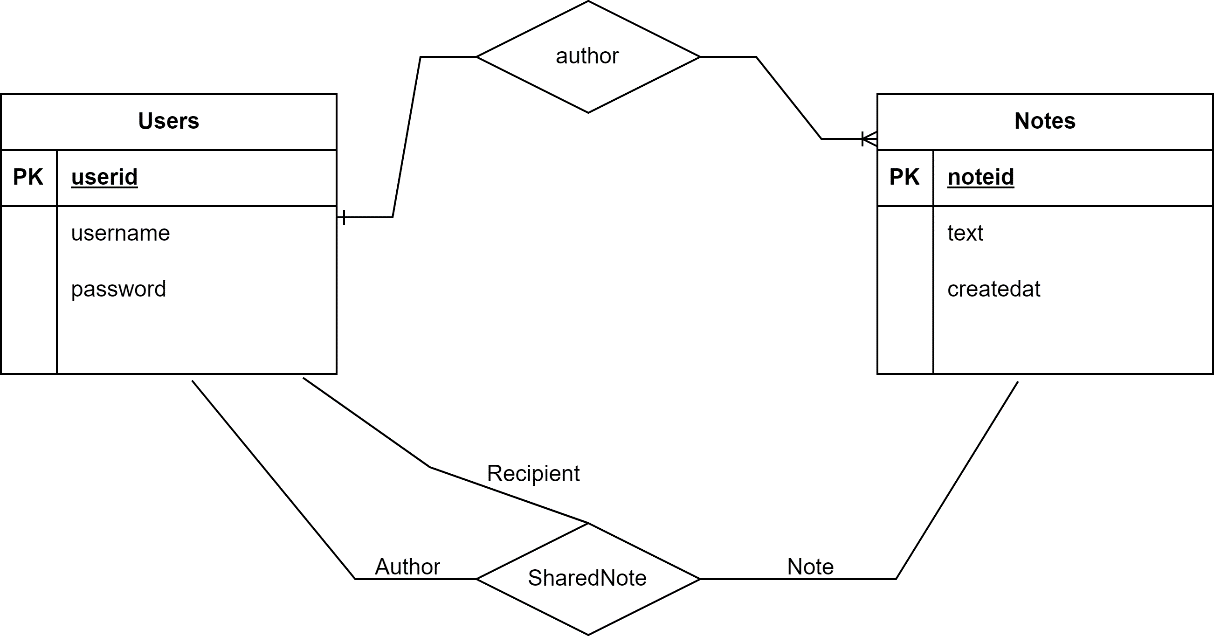 author
Users
Notes
PK userid
PK noteid
username
text
password
createdat
Recipient
Author
SharedNote
Note